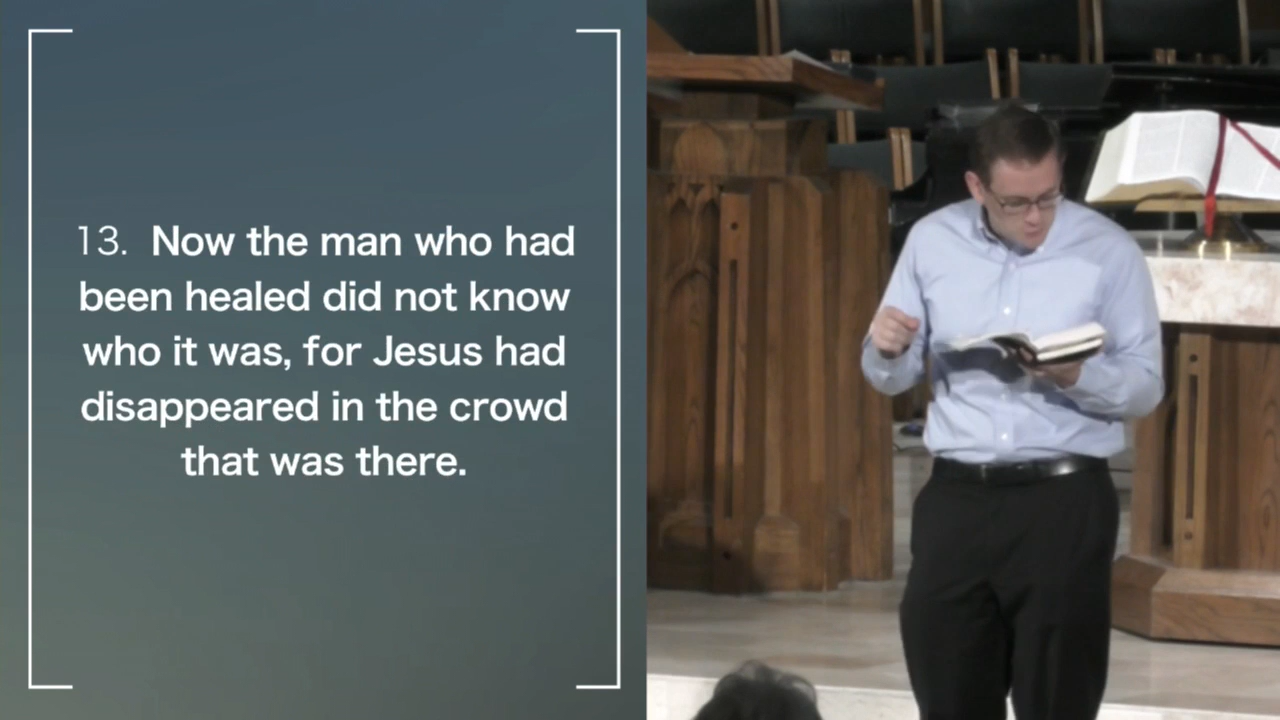 13. Now the man who had
been healed did not know
who it was, for Jesus had
disappeared in the crowd
that was there.